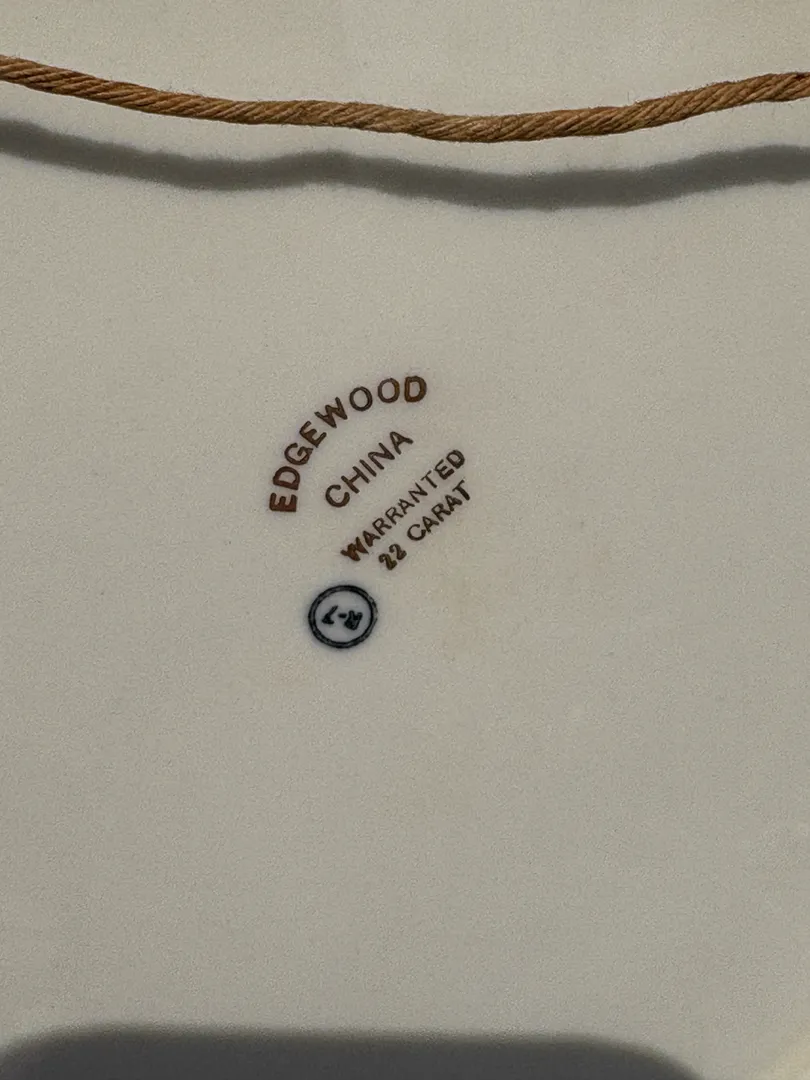 EDGEWOOD
CHINA
WARRANTED
22 CARAT
R-7